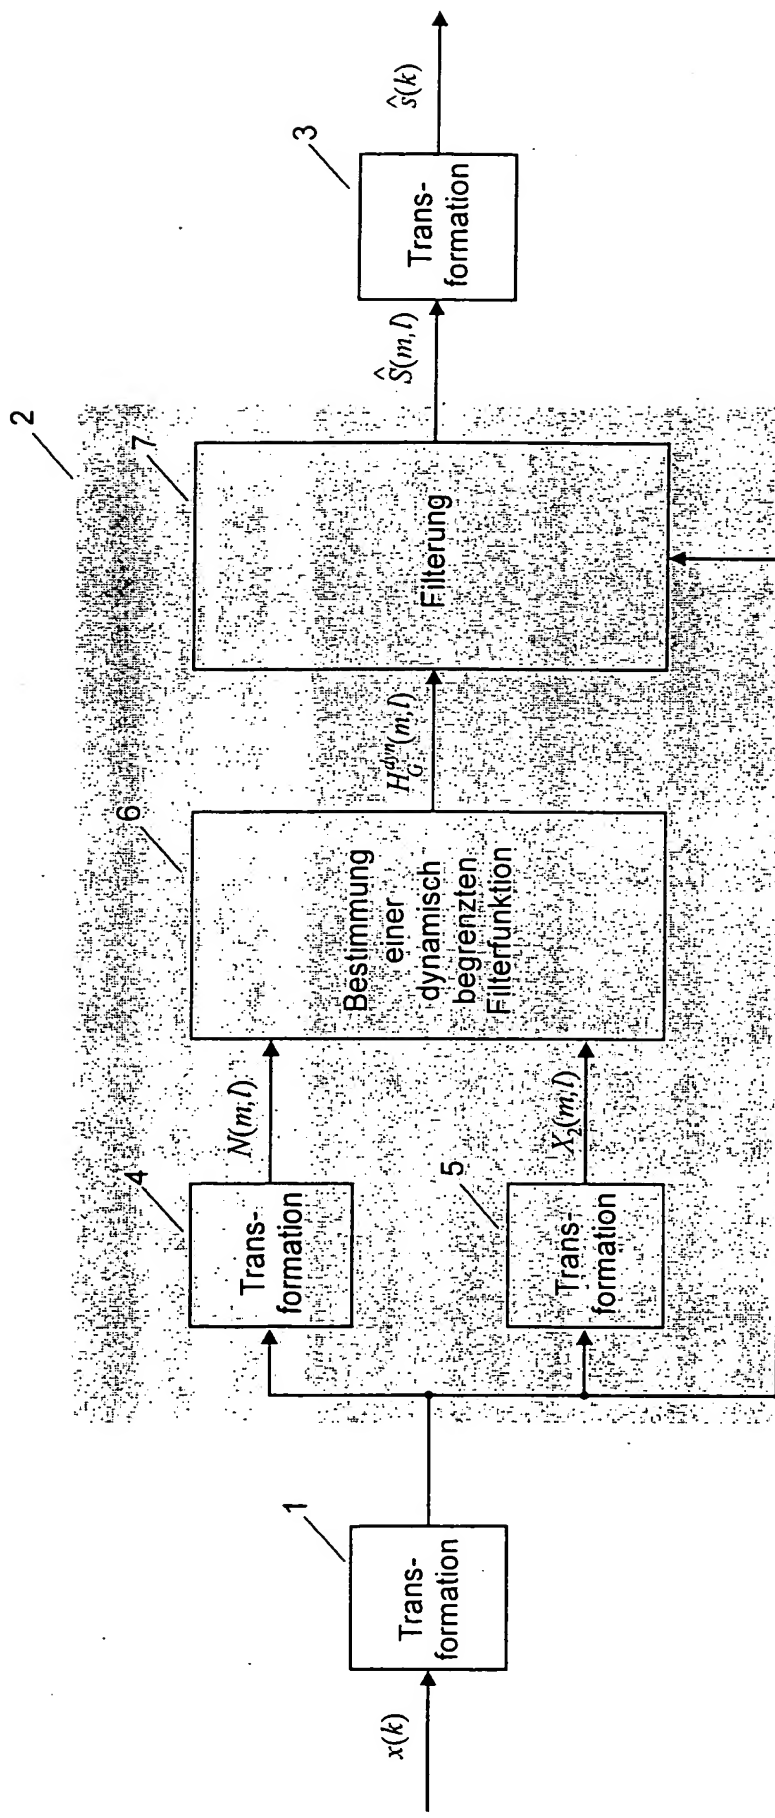 x(k)
1
Trans-
formation
2
4
Trans-
formation
N(m,l)
5
Trans-
formation
X₂(m,l)
6
Bestimmung
einer
dynamisch
begrenzten
Filterfunktion
H_G^{dyn}(m,l)
7
Filterung
Ŝ(m,l)
3
Trans-
formation
ŝ(k)